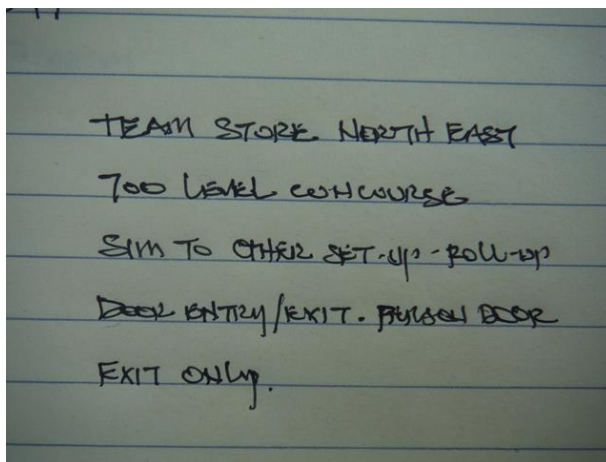 TEAM STORE NORTH EAST
700 LEVEL CONCOURSE
SIM TO OTHER SET-UP - ROLL-UP
DOOR ENTRY/EXIT. PERSON DOOR
EXIT ONLY.